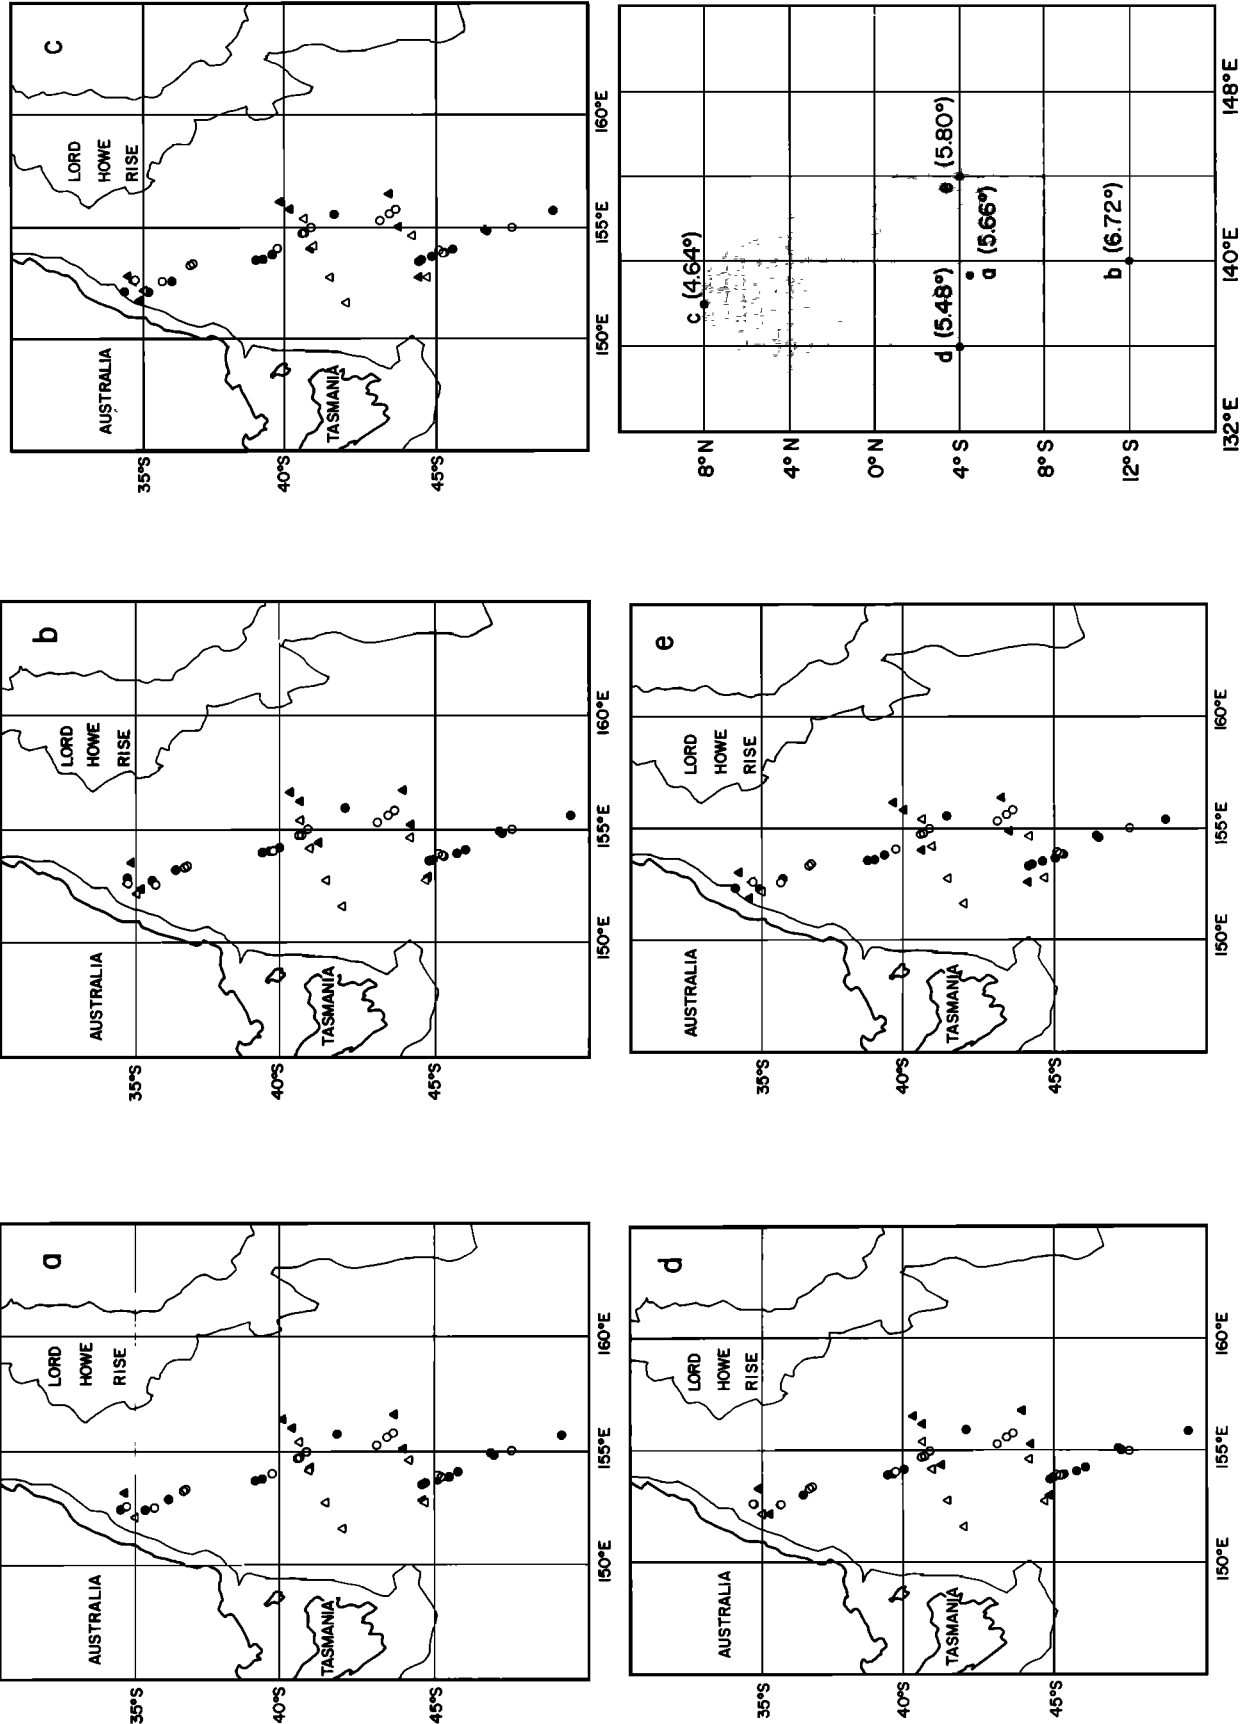 a
LORD
HOWE
RISE
AUSTRALIA
TASMANIA
35°S
40°S
45°S
150°E
155°E
160°E
b
LORD
HOWE
RISE
AUSTRALIA
TASMANIA
35°S
40°S
45°S
150°E
155°E
160°E
c
LORD
HOWE
RISE
AUSTRALIA
TASMANIA
35°S
40°S
45°S
150°E
155°E
160°E
d
LORD
HOWE
RISE
AUSTRALIA
TASMANIA
35°S
40°S
45°S
150°E
155°E
160°E
e
LORD
HOWE
RISE
AUSTRALIA
TASMANIA
35°S
40°S
45°S
150°E
155°E
160°E
8°N
4°N
0°N
4°S
8°S
12°S
c (4.64°)
d (5.48°)
(5.80°)
a (5.66°)
b (6.72°)
132°E
140°E
148°E